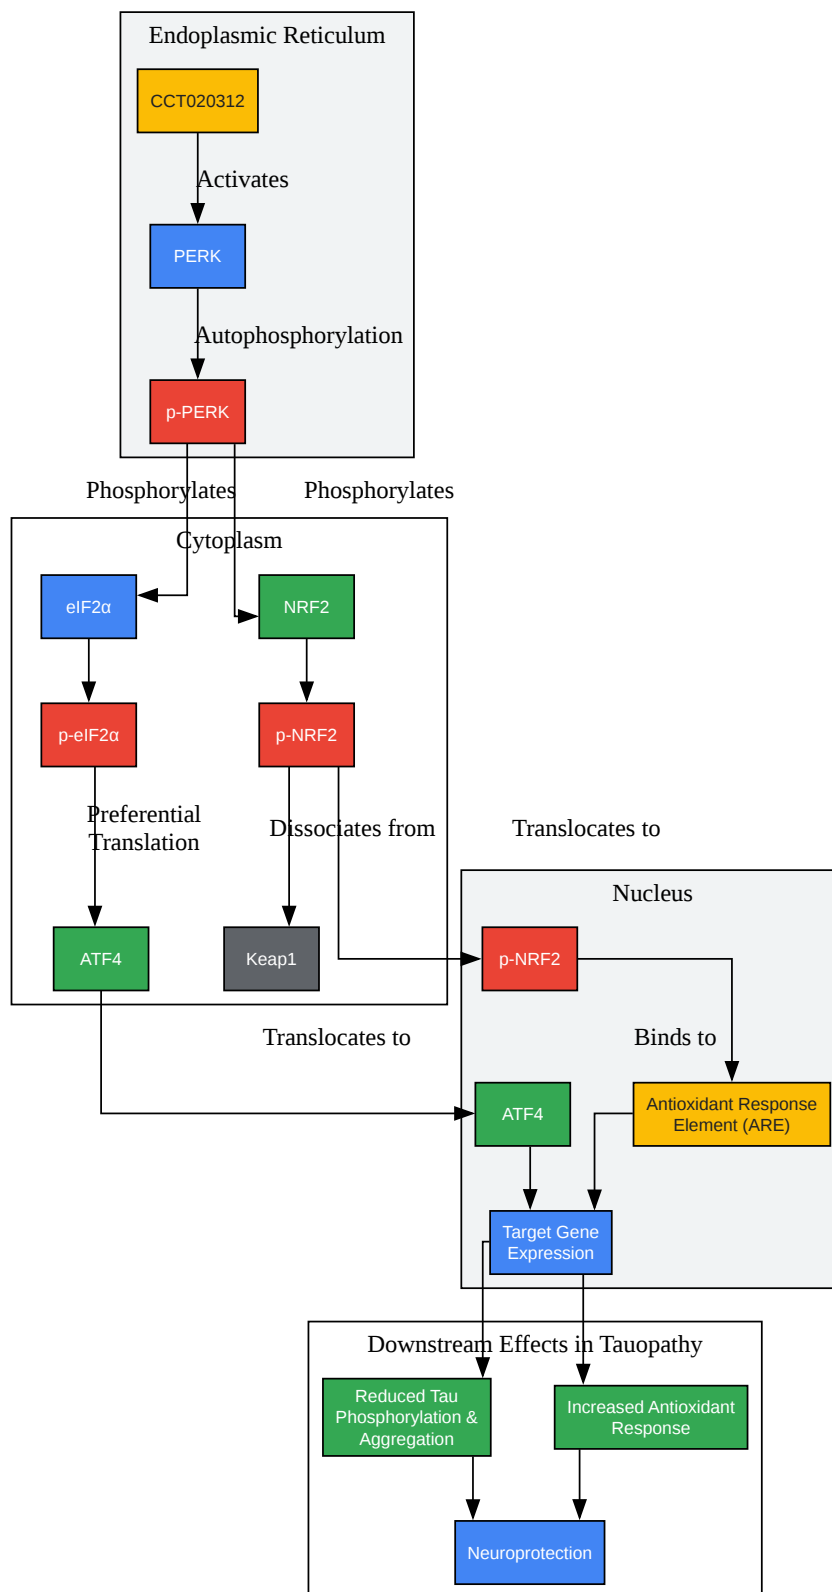 Endoplasmic Reticulum
CCT020312
Activates
PERK
Autophosphorylation
p-PERK
Phosphorylates
Phosphorylates
Cytoplasm
eIF2α
NRF2
p-eIF2α
p-NRF2
Preferential
Translation
Dissociates from
Translocates to
Nucleus
ATF4
Keap1
p-NRF2
Translocates to
Binds to
ATF4
Antioxidant Response
Element (ARE)
Target Gene
Expression
Downstream Effects in Tauopathy
Reduced Tau
Phosphorylation &
Aggregation
Increased Antioxidant
Response
Neuroprotection